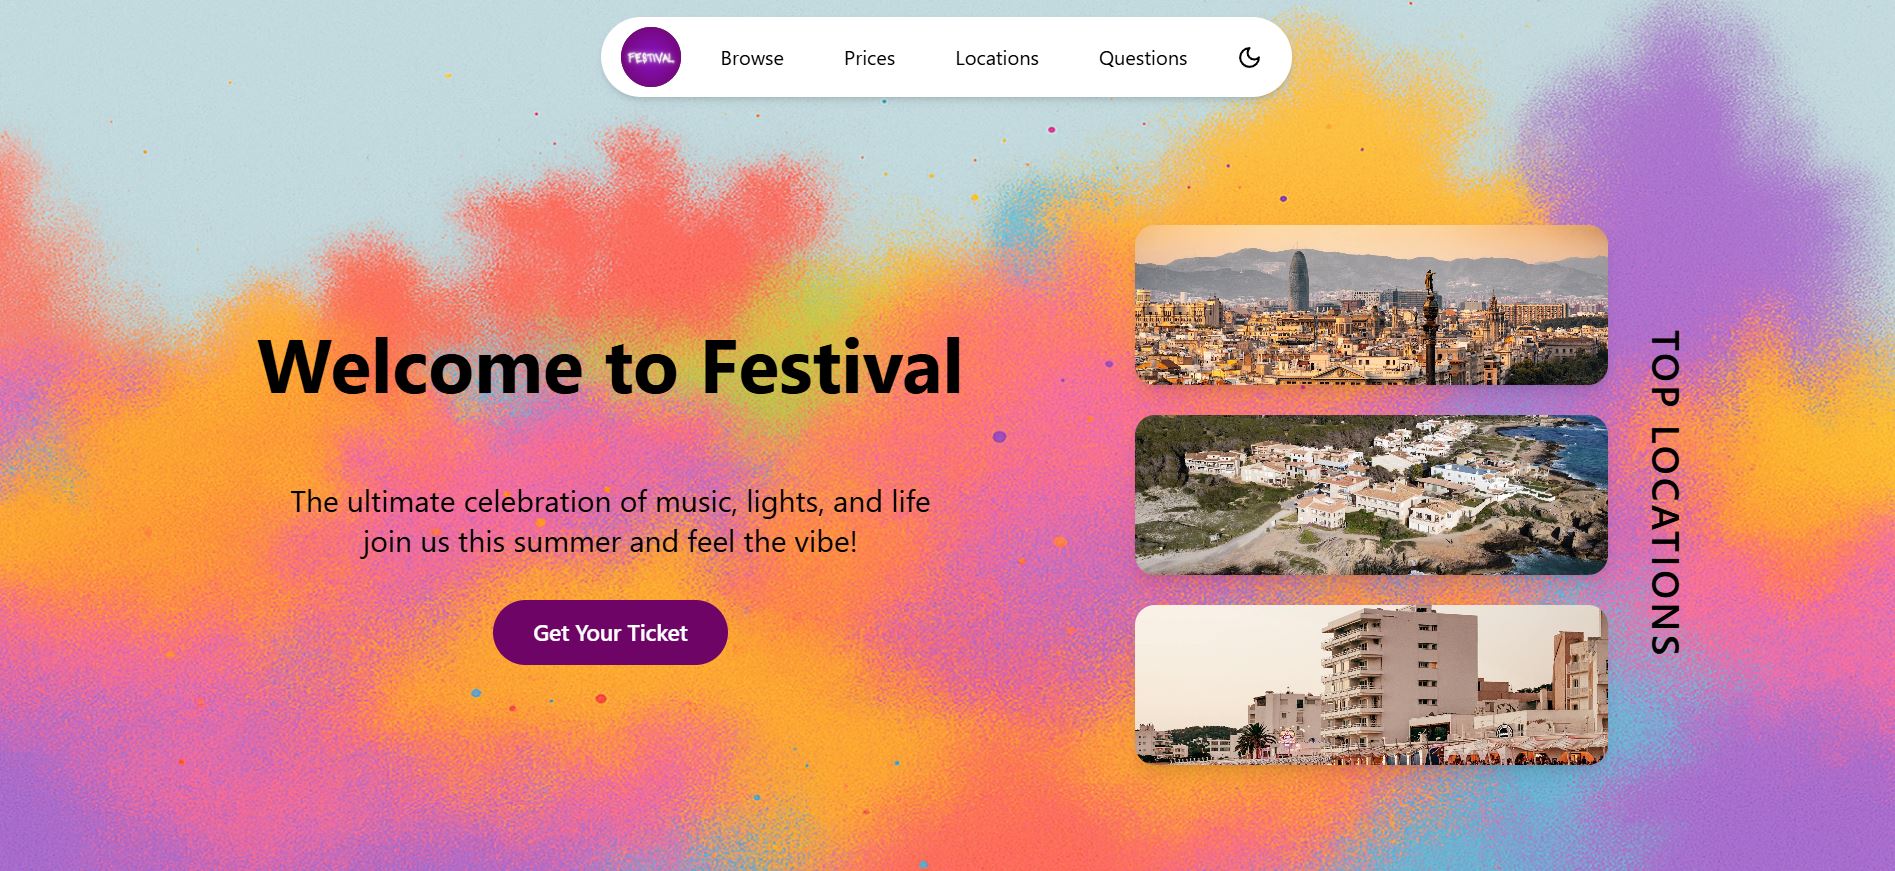 FESTIVAL
Browse
Prices
Locations
Questions
Welcome to Festival
The ultimate celebration of music, lights, and life
join us this summer and feel the vibe!
Get Your Ticket
TOP LOCATIONS